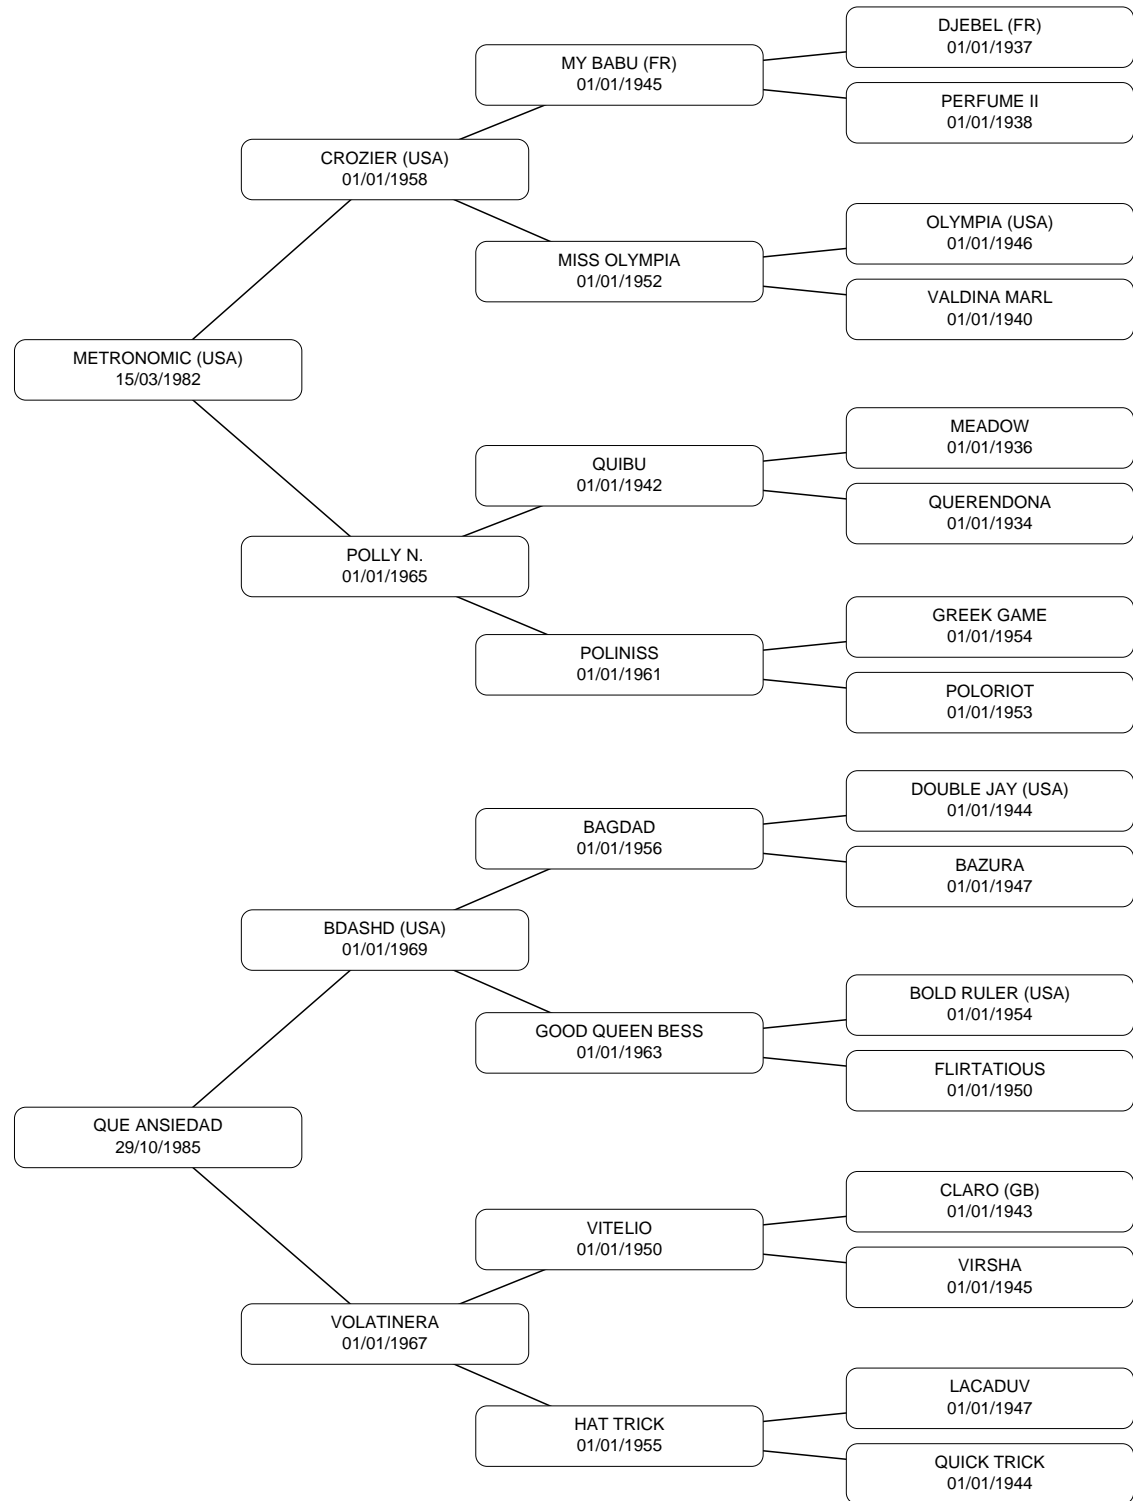 DJEBEL (FR)
01/01/1937
MY BABU (FR)
01/01/1945
PERFUME II
01/01/1938
CROZIER (USA)
01/01/1958
OLYMPIA (USA)
01/01/1946
MISS OLYMPIA
01/01/1952
VALDINA MARL
01/01/1940
METRONOMIC (USA)
15/03/1982
MEADOW
01/01/1936
QUIBU
01/01/1942
QUERENDONA
01/01/1934
POLLY N.
01/01/1965
GREEK GAME
01/01/1954
POLINISS
01/01/1961
POLORIOT
01/01/1953
DOUBLE JAY (USA)
01/01/1944
BAGDAD
01/01/1956
BAZURA
01/01/1947
BDASHD (USA)
01/01/1969
BOLD RULER (USA)
01/01/1954
GOOD QUEEN BESS
01/01/1963
FLIRTATIOUS
01/01/1950
QUE ANSIEDAD
29/10/1985
CLARO (GB)
01/01/1943
VITELIO
01/01/1950
VIRSHA
01/01/1945
VOLATINERA
01/01/1967
LACADUV
01/01/1947
HAT TRICK
01/01/1955
QUICK TRICK
01/01/1944